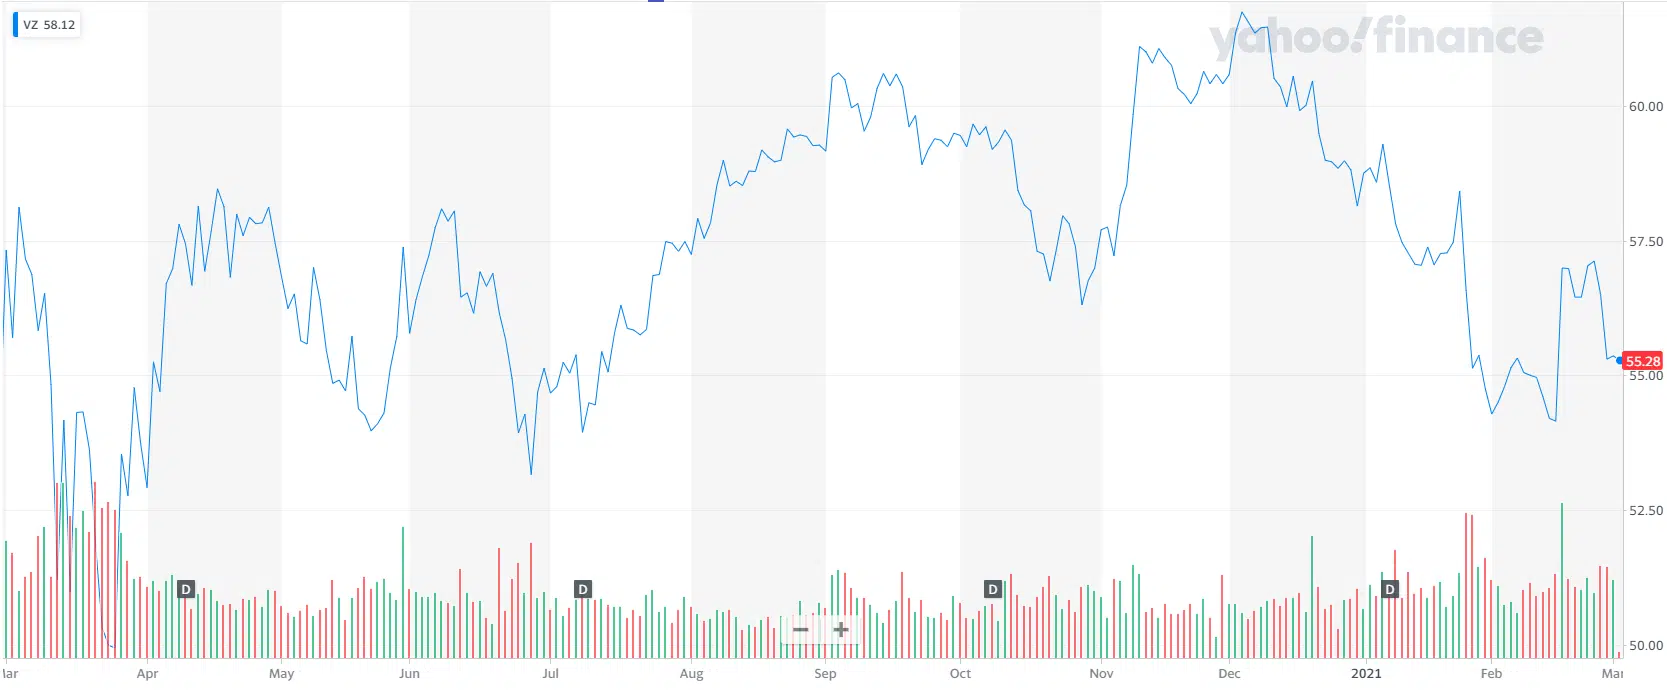 VZ 58.12
yahoo!finance
60.00
57.50
55.28
55.00
52.50
50.00
D D D D
− +
Apr May Jun Jul Aug Sep Oct Nov Dec 2021 Feb Mar